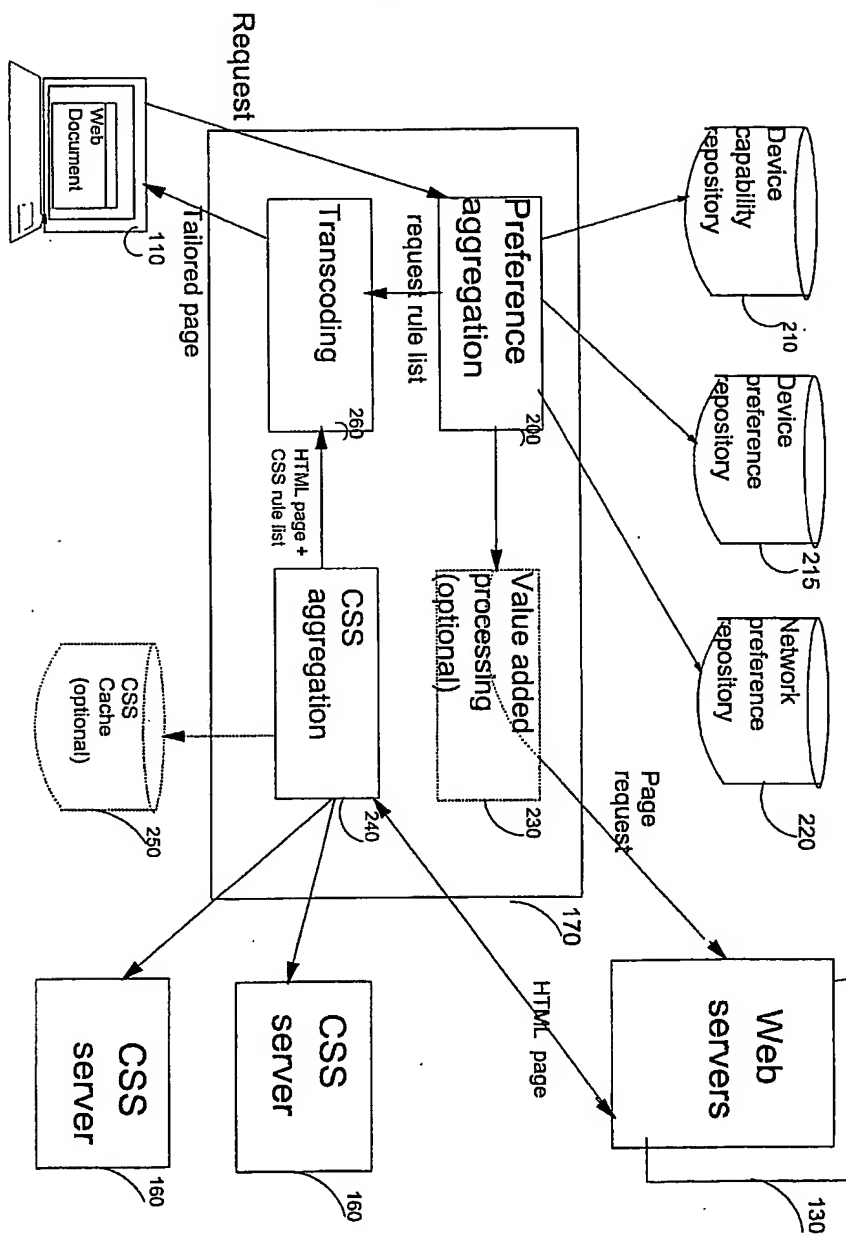 Web
servers
130
CSS
server
160
CSS
server
160
Page
request
HTML page
170
Network
preference
repository
220
Value added
processing
(optional)
230
CSS
aggregation
240
CSS
Cache
(optional)
250
Device
preference
repository
215
HTML page +
CSS rule list
Device
capability
repository
210
Preference
aggregation
200
request rule list
Transcoding
260
Request
Tailored page
Web
Document
110